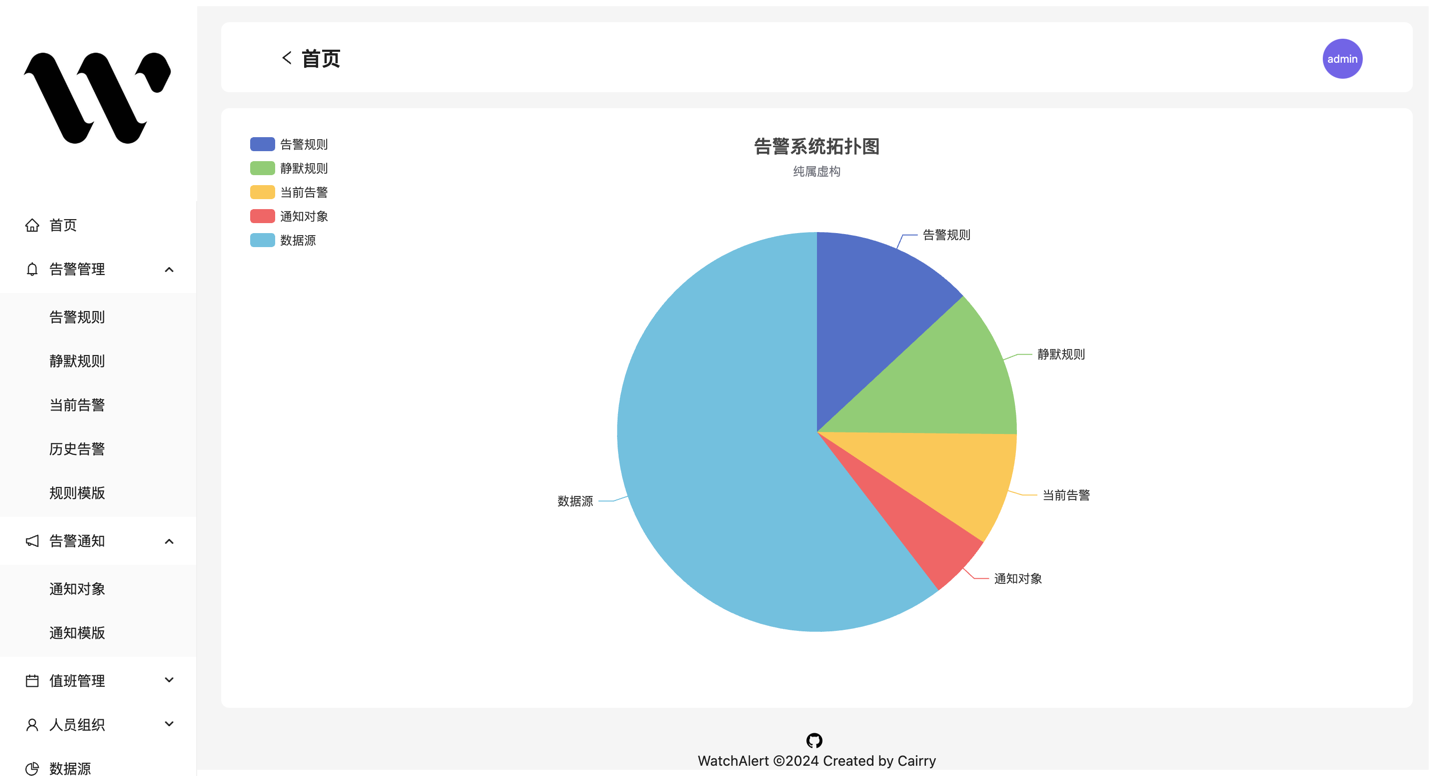 首页
告警管理
告警规则
静默规则
当前告警
历史告警
规则模版
告警通知
通知对象
通知模版
值班管理
人员组织
数据源
首页
admin
告警规则
静默规则
当前告警
通知对象
数据源
告警系统拓扑图
纯属虚构
告警规则
静默规则
当前告警
通知对象
数据源
WatchAlert ©2024 Created by Cairry